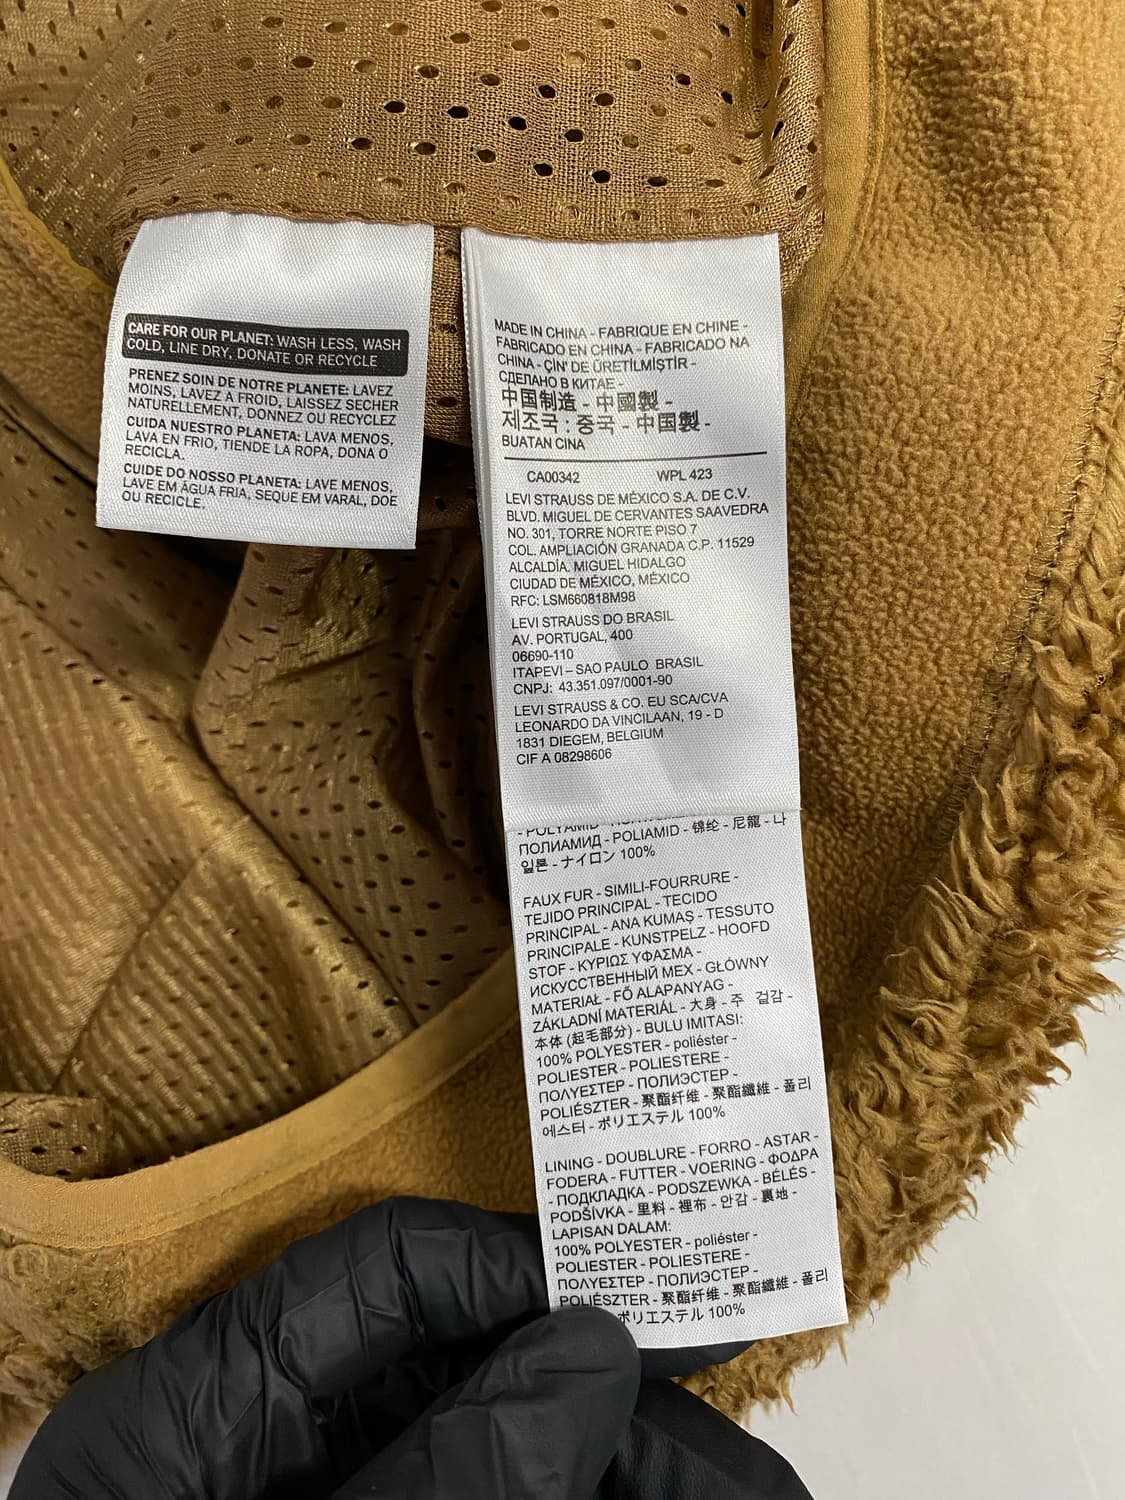 CARE FOR OUR PLANET: WASH LESS, WASH
COLD, LINE DRY, DONATE OR RECYCLE
PRENEZ SOIN DE NOTRE PLANETE: LAVEZ
MOINS, LAVEZ A FROID, LAISSEZ SECHER
NATURELLEMENT, DONNEZ OU RECYCLEZ
CUIDA NUESTRO PLANETA: LAVA MENOS,
LAVA EN FRIO, TIENDE LA ROPA, DONA O
RECICLA.
CUIDE DO NOSSO PLANETA: LAVE MENOS,
LAVE EM ÁGUA FRIA, SEQUE EM VARAL, DOE
OU RECICLE.
MADE IN CHINA - FABRIQUE EN CHINE -
FABRICADO EN CHINA - FABRICADO NA
CHINA - ÇIN' DE ÜRETILMIŞTIR -
СДЕЛАНО В КИТАЕ -
中国制造 - 中國製 -
제조국 : 중국 - 中国製 -
BUATAN CINA
CA00342 WPL 423
LEVI STRAUSS DE MÉXICO S.A. DE C.V.
BLVD. MIGUEL DE CERVANTES SAAVEDRA
NO. 301, TORRE NORTE PISO 7
COL. AMPLIACIÓN GRANADA C.P. 11529
ALCALDÍA. MIGUEL HIDALGO
CIUDAD DE MÉXICO, MÉXICO
RFC: LSM660818M98
LEVI STRAUSS DO BRASIL
AV. PORTUGAL, 400
06690-110
ITAPEVI – SAO PAULO BRASIL
CNPJ: 43.351.097/0001-90
LEVI STRAUSS & CO. EU SCA/CVA
LEONARDO DA VINCILAAN, 19 - D
1831 DIEGEM, BELGIUM
CIF A 08298606
- POLYAMID -
ПОЛИАМИД - POLIAMID - 锦纶 - 尼龍 - 나
일론 - ナイロン 100%
FAUX FUR - SIMILI-FOURRURE -
TEJIDO PRINCIPAL - TECIDO
PRINCIPAL - ANA KUMAŞ - TESSUTO
PRINCIPALE - KUNSTPELZ - HOOFD
STOF - ΚΥΡΙΩΣ ΥΦΑΣΜΑ -
ИСКУССТВЕННЫЙ МЕХ - GŁÓWNY
MATERIAŁ - FŐ ALAPANYAG -
ZÁKLADNÍ MATERIÁL - 大身 - 주 겉감 -
本体 (起毛部分) - BULU IMITASI:
100% POLYESTER - poliéster -
POLIESTER - POLIESTERE -
ΠΟΛΥΕΣΤΕΡ - ПОЛИЭСТЕР -
POLIÉSZTER - 聚酯纤维 - 聚酯纖維 - 폴리
에스터 - ポリエステル 100%
LINING - DOUBLURE - FORRO - ASTAR -
FODERA - FUTTER - VOERING - ΦΟΔΡΑ
- ПОДКЛАДКА - PODSZEWKA - BÉLÉS -
PODŠÍVKA - 里料 - 裡布 - 안감 - 裏地 -
LAPISAN DALAM:
100% POLYESTER - poliéster -
POLIESTER - POLIESTERE -
ΠΟΛΥΕΣΤΕΡ - ПОЛИЭСТЕР -
POLIÉSZTER - 聚酯纤维 - 聚酯纖維 - 폴리
ポリエステル 100%